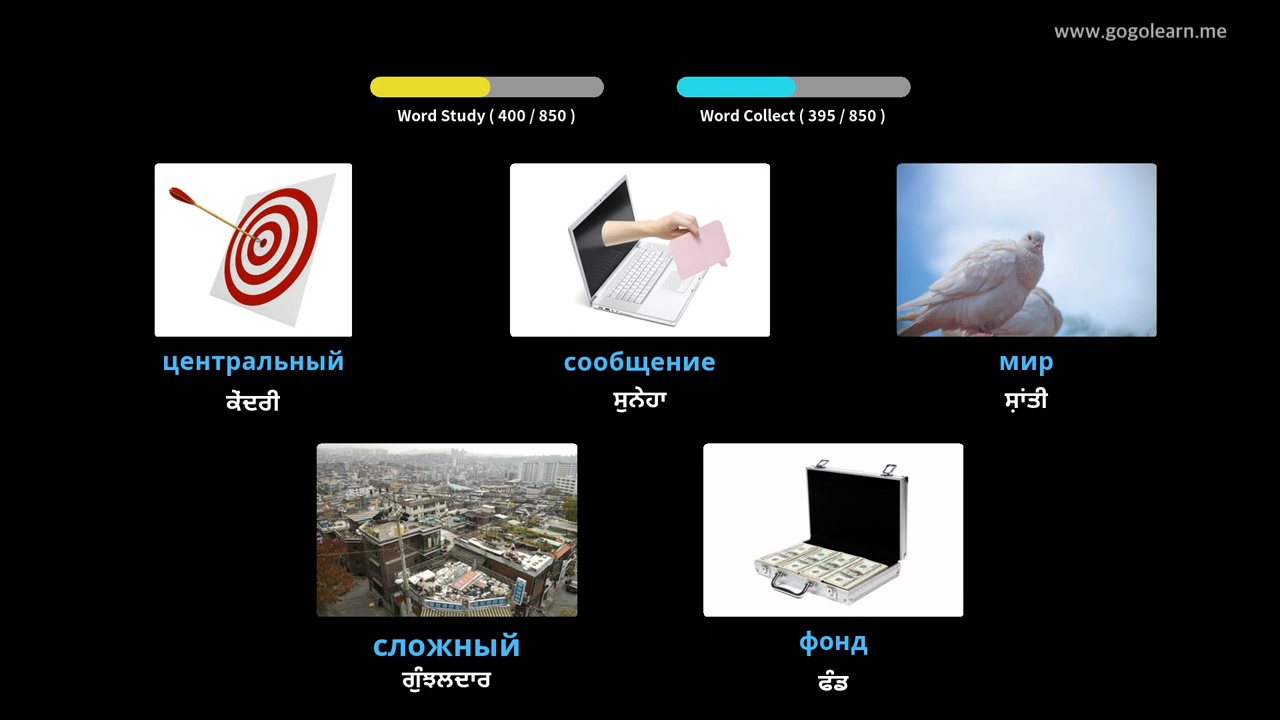 www.gogolearn.me
Word Study ( 400 / 850 )
Word Collect ( 395 / 850 )
центральный
ਕੇਂਦਰੀ
сообщение
ਸੁਨੇਹਾ
мир
ਸ਼ਾਂਤੀ
сложный
ਗੁੰਝਲਦਾਰ
фонд
ਫੰਡ